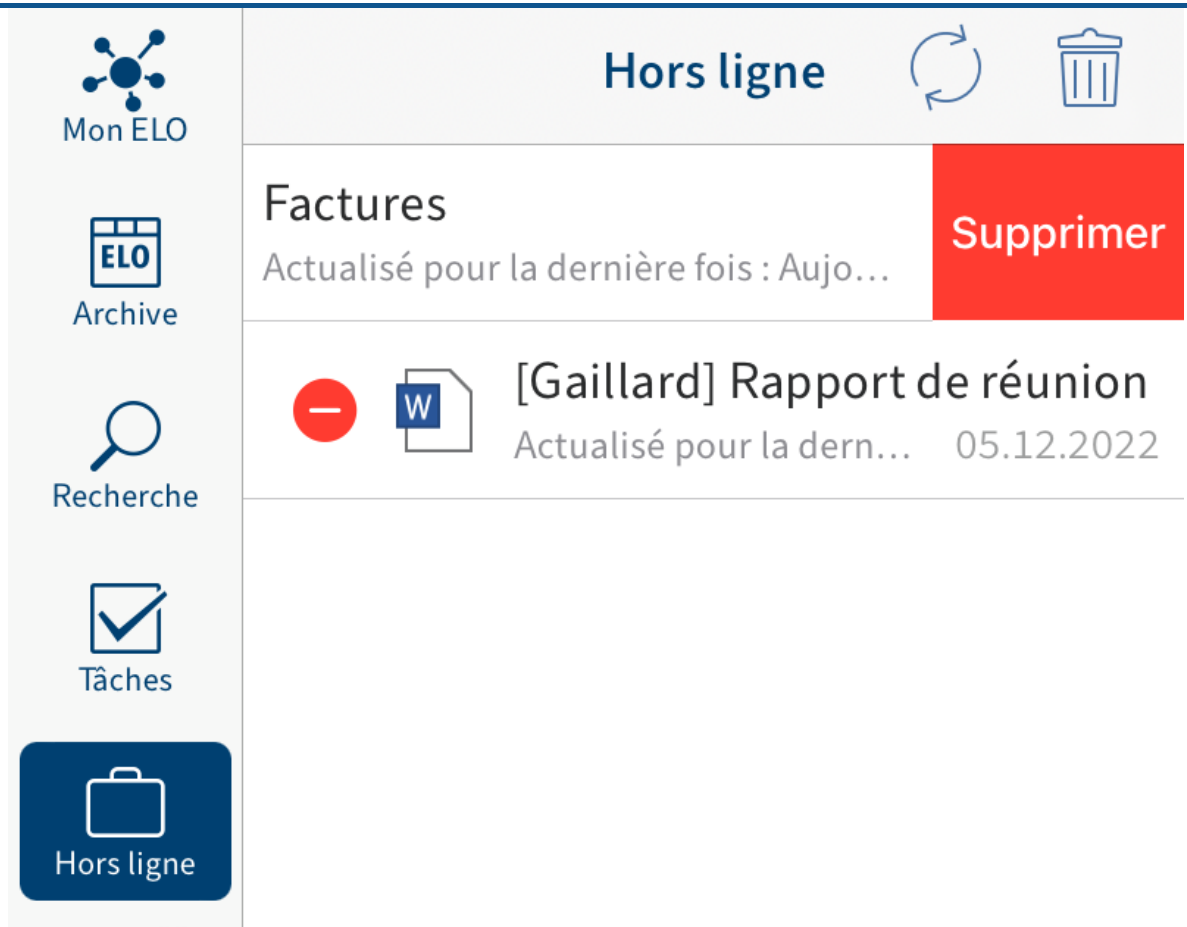 Mon ELO
ELO
Archive
Recherche
Tâches
Hors ligne
Hors ligne
Factures
Actualisé pour la dernière fois : Aujo...
Supprimer
W
[Gaillard] Rapport de réunion
Actualisé pour la dern... 05.12.2022